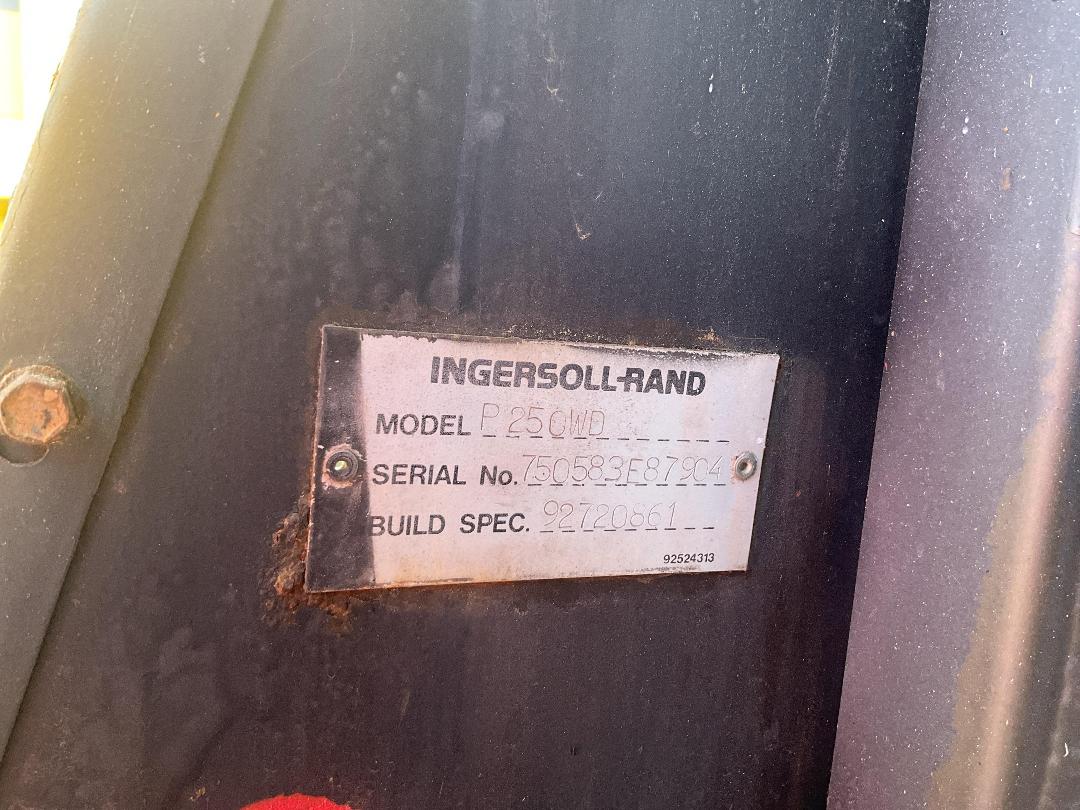 INGERSOLL-RAND
MODEL P250WD
SERIAL No. 750583E87904
BUILD SPEC. 92720861
92524313